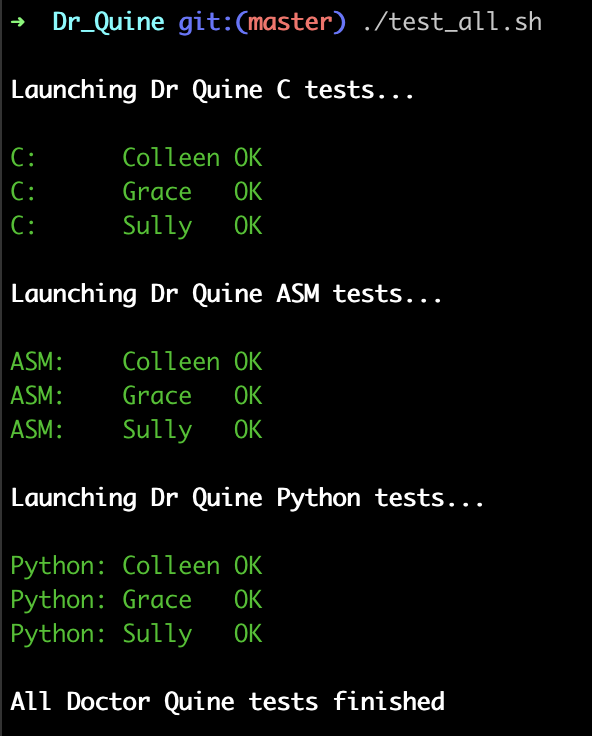 ➜  Dr_Quine git:(master) ./test_all.sh
Launching Dr Quine C tests...
C:      Colleen OK
C:      Grace   OK
C:      Sully   OK
Launching Dr Quine ASM tests...
ASM:    Colleen OK
ASM:    Grace   OK
ASM:    Sully   OK
Launching Dr Quine Python tests...
Python: Colleen OK
Python: Grace   OK
Python: Sully   OK
All Doctor Quine tests finished